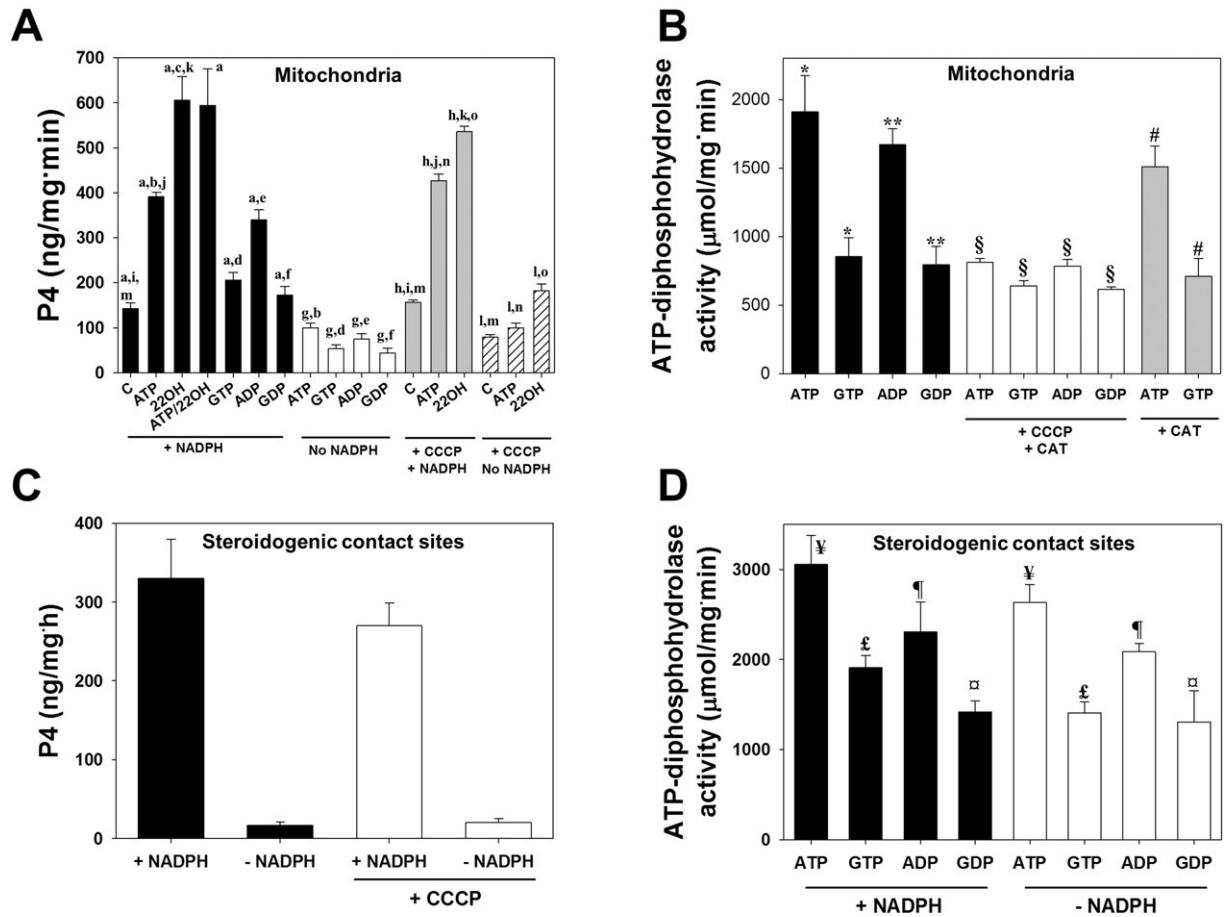 A
P4 (ng/mg·min)
Mitochondria
700
600
500
400
300
200
100
0
a,i,
m
a,b,j
a,c,k
a
a,d
a,e
a,f
g,b
g,d
g,e
g,f
h,i,m
h,j,n
h,k,o
l,m
l,n
l,o
C
ATP
22OH
ATP/22OH
GTP
ADP
GDP
ATP
GTP
ADP
GDP
C
ATP
22OH
C
ATP
22OH
+ NADPH
No NADPH
+ CCCP
+ NADPH
+ CCCP
No NADPH
B
ATP-diphosphohydrolase
activity (µmol/mg·min)
Mitochondria
2000
1500
1000
500
0
*
*
**
**
§
§
§
§
#
#
ATP
GTP
ADP
GDP
ATP
GTP
ADP
GDP
ATP
GTP
+ CCCP
+ CAT
+ CAT
C
P4 (ng/mg·h)
Steroidogenic contact sites
400
300
200
100
0
+ NADPH
- NADPH
+ NADPH
- NADPH
+ CCCP
D
ATP-diphosphohydrolase
activity (µmol/mg·min)
Steroidogenic contact sites
3000
2000
1000
0
¥
£
¶
¤
¥
£
¶
¤
ATP
GTP
ADP
GDP
ATP
GTP
ADP
GDP
+ NADPH
- NADPH